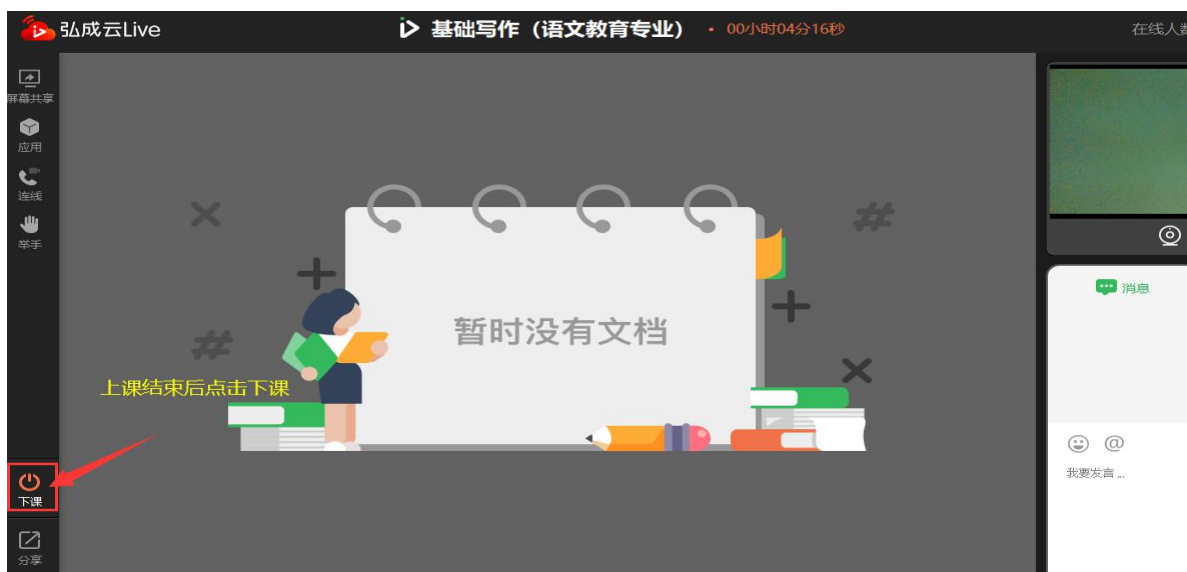 弘成云Live
基础写作（语文教育专业）
• 00小时04分16秒
在线人数
屏幕共享
应用
连线
举手
暂时没有文档
上课结束后点击下课
下课
分享
消息
@
我要发言 ...